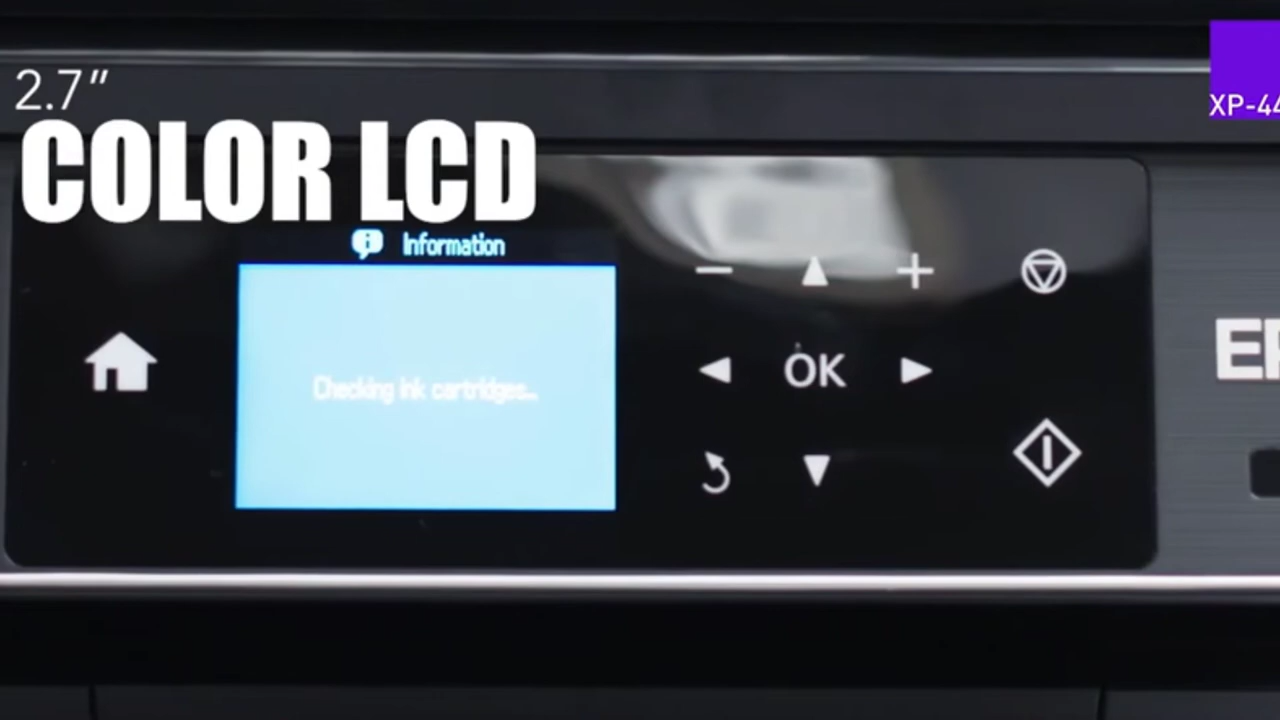 2.7"
COLOR LCD
XP-44
Information
Checking ink cartridges...
OK
EP